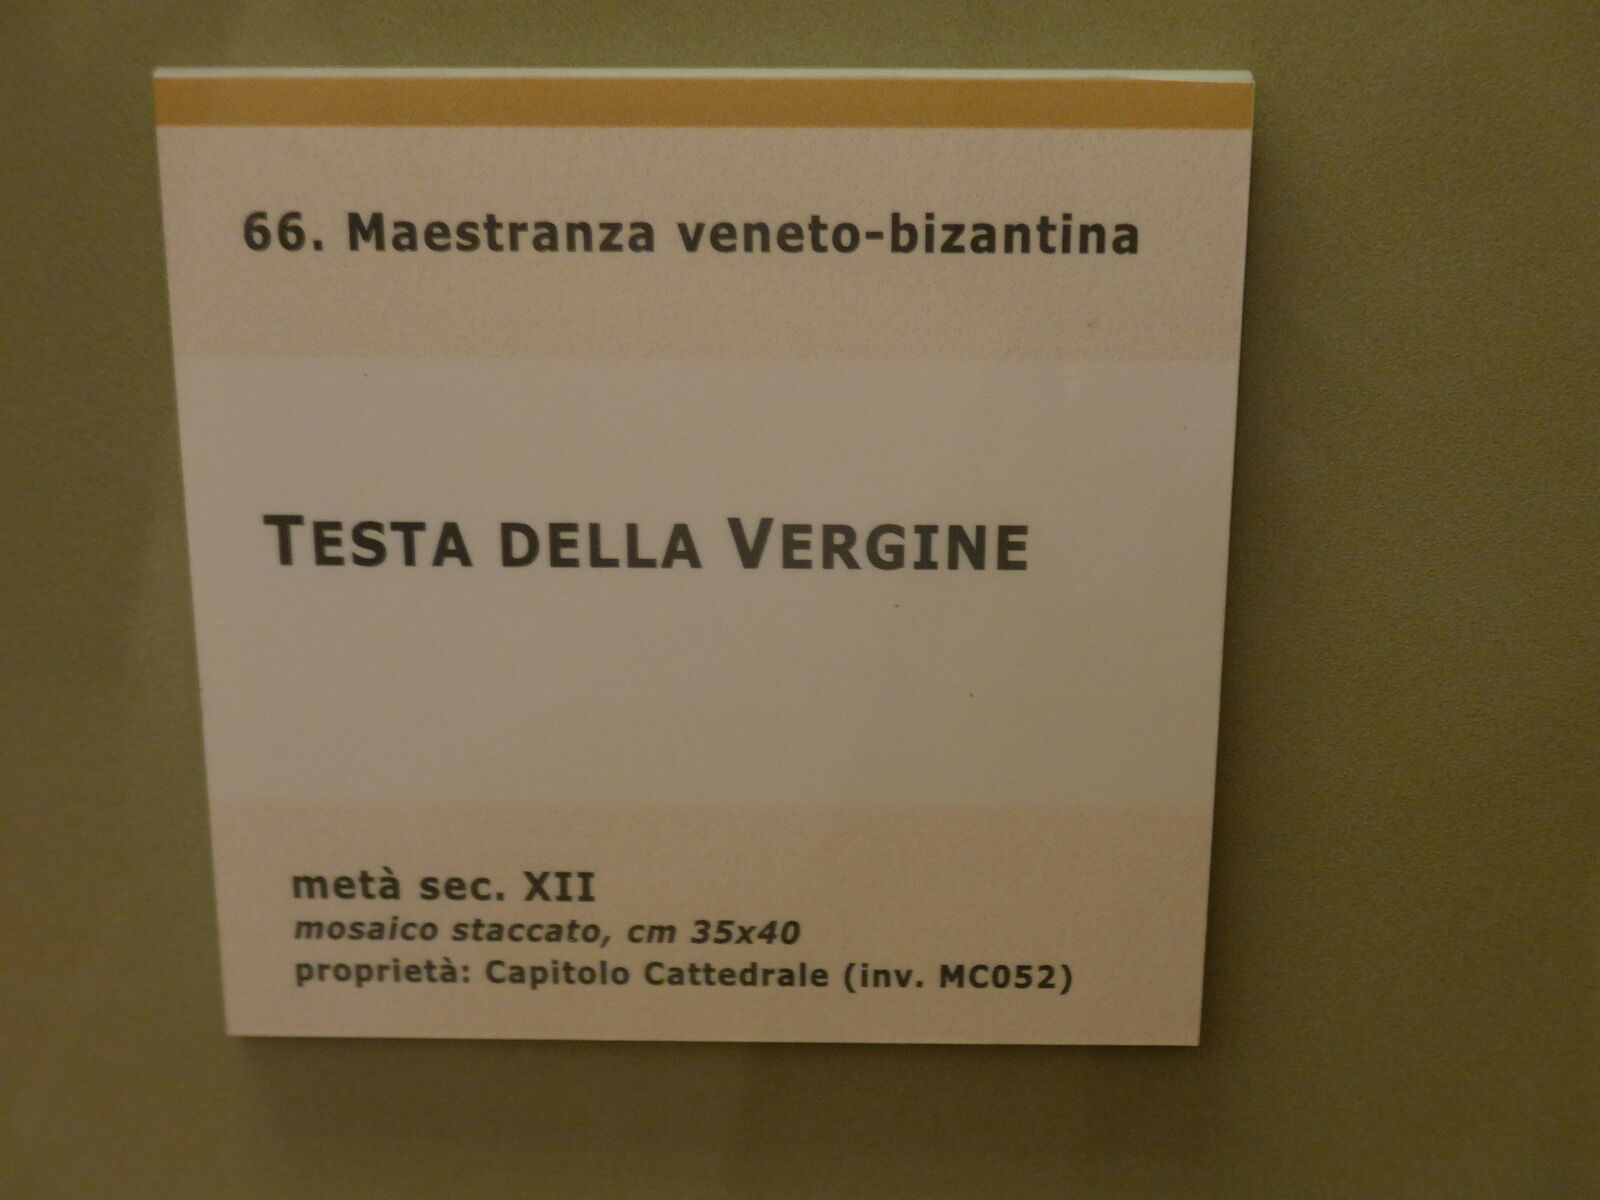 66. Maestranza veneto-bizantina
TESTA DELLA VERGINE
metà sec. XII
mosaico staccato, cm 35x40
proprietà: Capitolo Cattedrale (inv. MC052)